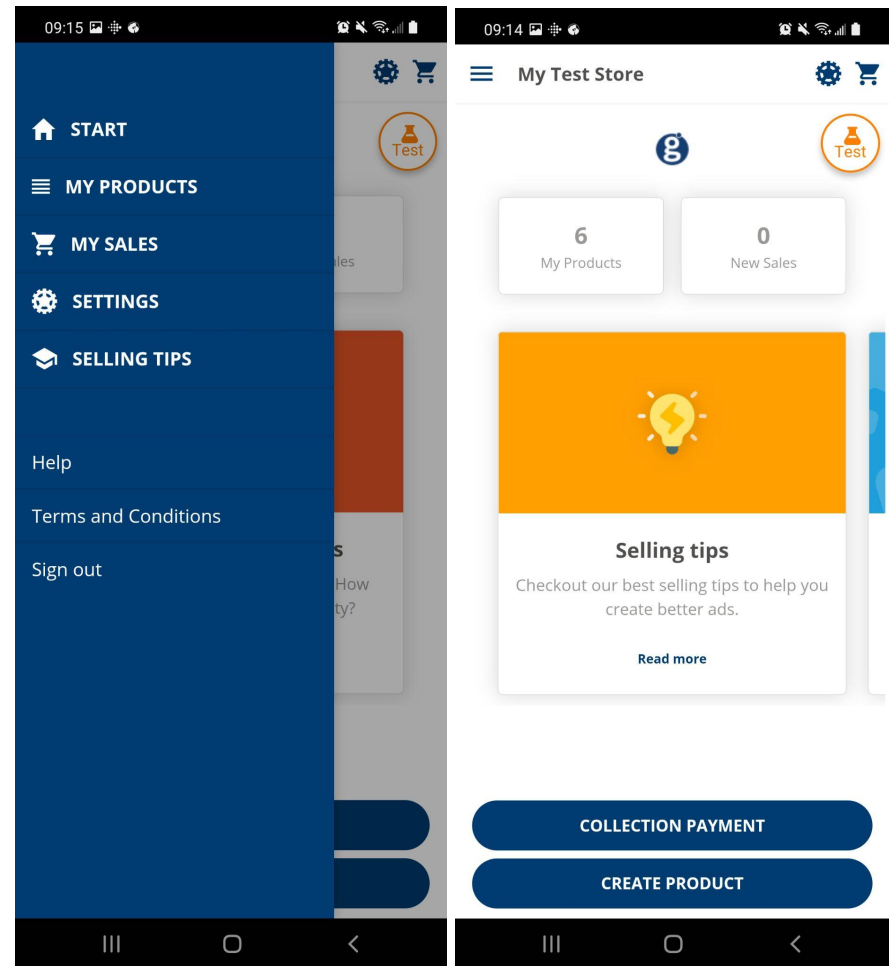 09:15
Test
START
MY PRODUCTS
MY SALES
ales
SETTINGS
SELLING TIPS
Help
Terms and Conditions
s
Sign out
How
ty?
09:14
My Test Store
g
Test
6
My Products
0
New Sales
Selling tips
Checkout our best selling tips to help you
create better ads.
Read more
COLLECTION PAYMENT
CREATE PRODUCT